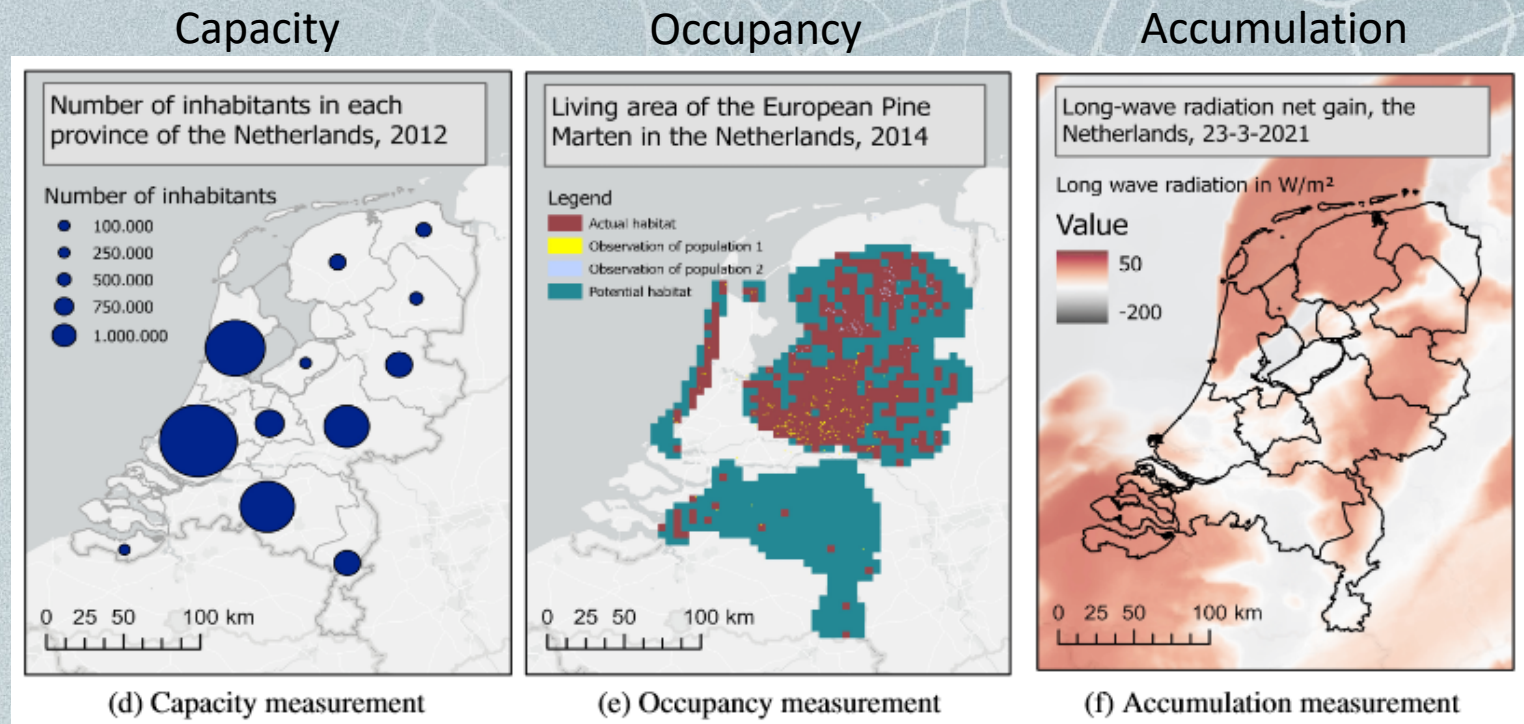 Capacity
Occupancy
Accumulation
Number of inhabitants in each
province of the Netherlands, 2012
Number of inhabitants
100.000
250.000
500.000
750.000
1.000.000
0 25 50 100 km
(d) Capacity measurement
Living area of the European Pine
Marten in the Netherlands, 2014
Legend
Actual habitat
Observation of population 1
Observation of population 2
Potential habitat
0 25 50 100 km
(e) Occupancy measurement
Long-wave radiation net gain, the
Netherlands, 23-3-2021
Long wave radiation in W/m²
Value
50
-200
0 25 50 100 km
(f) Accumulation measurement